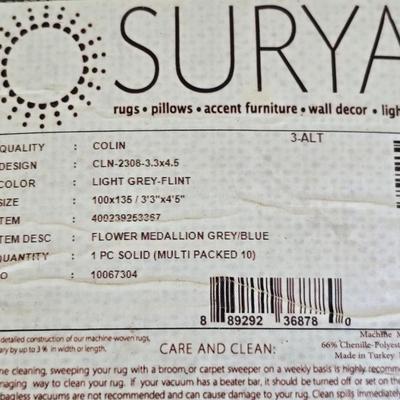 SURYA
rugs • pillows • accent furniture • wall decor • ligh
3-ALT
QUALITY : COLIN
DESIGN : CLN-2308-3.3x4.5
COLOR : LIGHT GREY-FLINT
SIZE : 100x135 / 3'3"x4'5"
ITEM : 400239253357
ITEM DESC : FLOWER MEDALLION GREY/BLUE
QUANTITY : 1 PC SOLID (MULTI PACKED 10)
O : 10067304
8 89292 36878 0
detailed construction of our machine-woven rugs,
ary by up to 3 % in width or length.
CARE AND CLEAN:
Machine M
66% Chenille-Polyest
Made in Turkey
ne cleaning, sweeping your rug with a broom or carpet sweeper on a weekly basis is highly recomm
maging way to clean your rug. If your vacuum has a beater bar, it should be turned off or set on the
bagless vacuums are not recommended and can cause damage to your rug. Clean spills immediatel